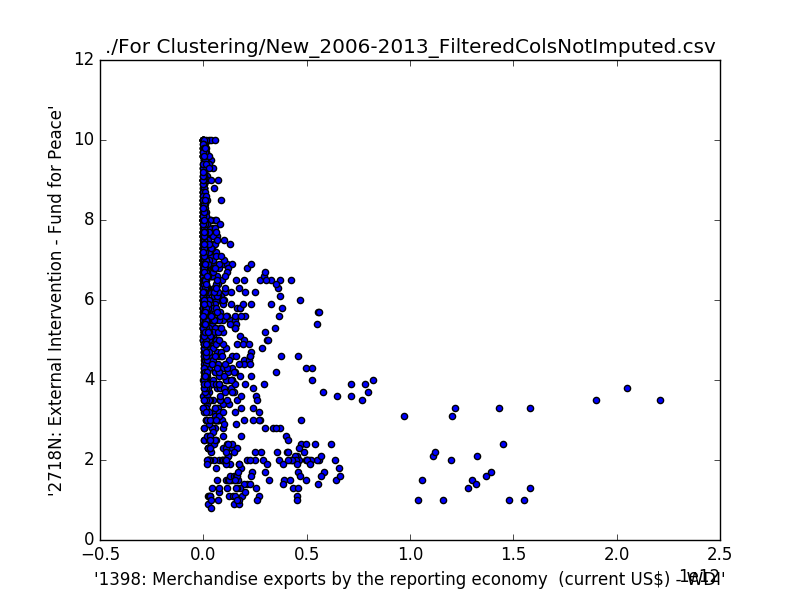 ./For Clustering/New_2006-2013_FilteredColsNotImputed.csv
12
10
8
6
4
2
0
'2718N: External Intervention - Fund for Peace'
−0.5 0.0 0.5 1.0 1.5 2.0 2.5
1e12
'1398: Merchandise exports by the reporting economy  (current US$) - WDI'